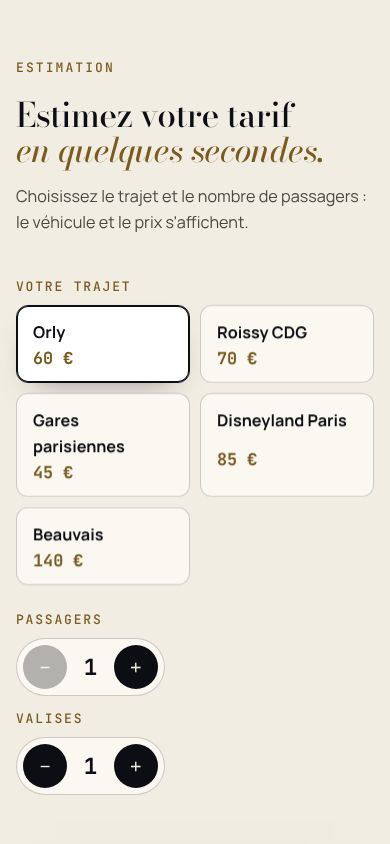 ESTIMATION
Estimez votre tarif
en quelques secondes.
Choisissez le trajet et le nombre de passagers :
le véhicule et le prix s'affichent.
VOTRE TRAJET
Orly
60 €
Roissy CDG
70 €
Gares
parisiennes
45 €
Disneyland Paris
85 €
Beauvais
140 €
PASSAGERS
− 1 +
VALISES
− 1 +